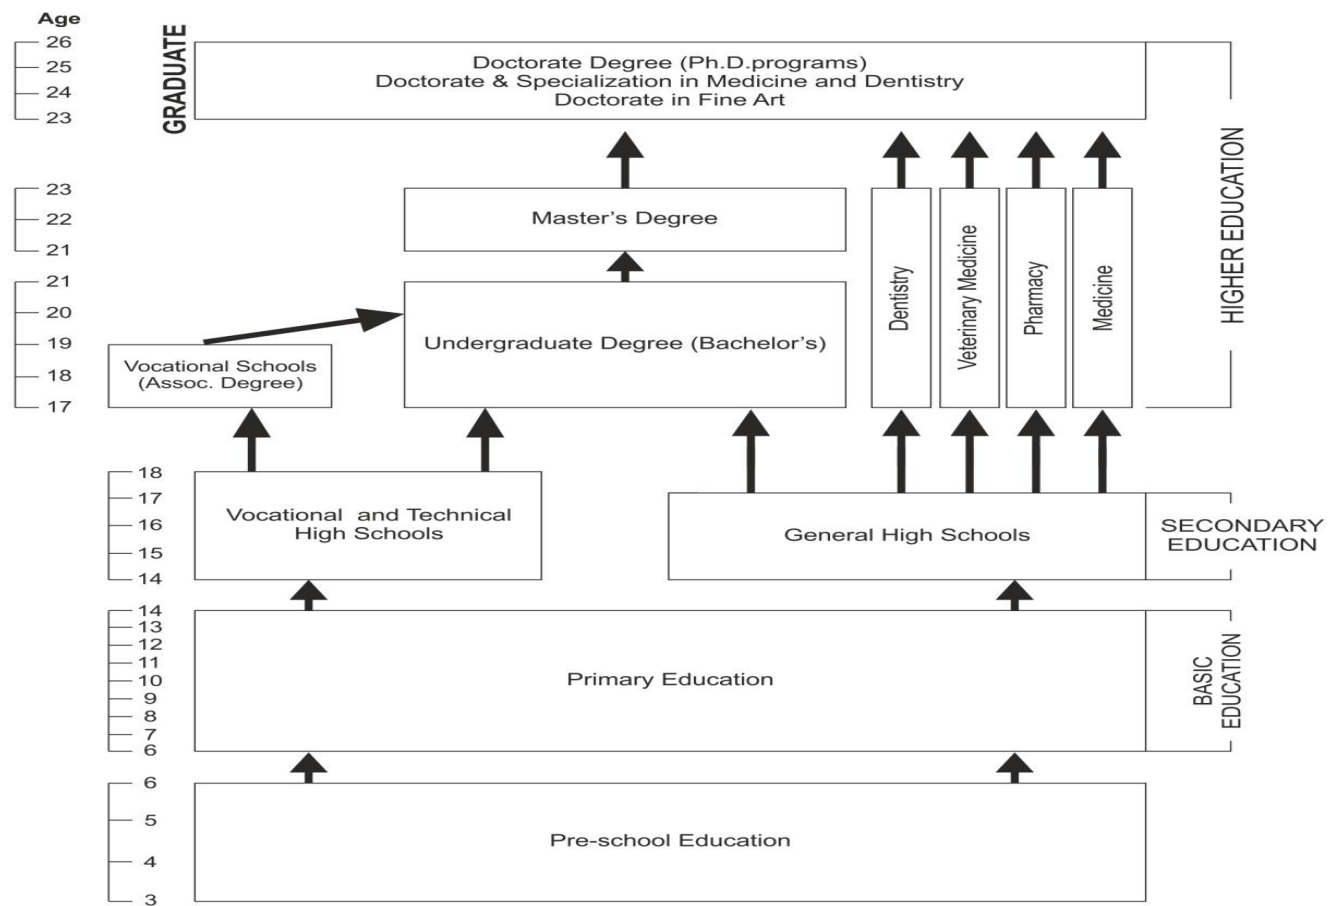 Age
26
25
24
23
GRADUATE
Doctorate Degree (Ph.D.programs)
Doctorate & Specialization in Medicine and Dentistry
Doctorate in Fine Art
HIGHER EDUCATION
23
22
21
Master's Degree
21
20
19
18
17
Vocational Schools
(Assoc. Degree)
Undergraduate Degree (Bachelor's)
Dentistry
Veterinary Medicine
Pharmacy
Medicine
18
17
16
15
14
Vocational and Technical
High Schools
General High Schools
SECONDARY
EDUCATION
14
13
12
11
10
9
8
7
6
Primary Education
BASIC
EDUCATION
6
5
4
3
Pre-school Education